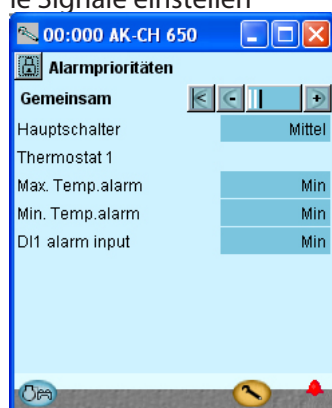 le Signale einstellen
00:000 AK-CH 650
Alarmprioritäten
Gemeinsam
Hauptschalter Mittel
Thermostat 1
Max. Temp.alarm Min
Min. Temp.alarm Min
DI1 alarm input Min